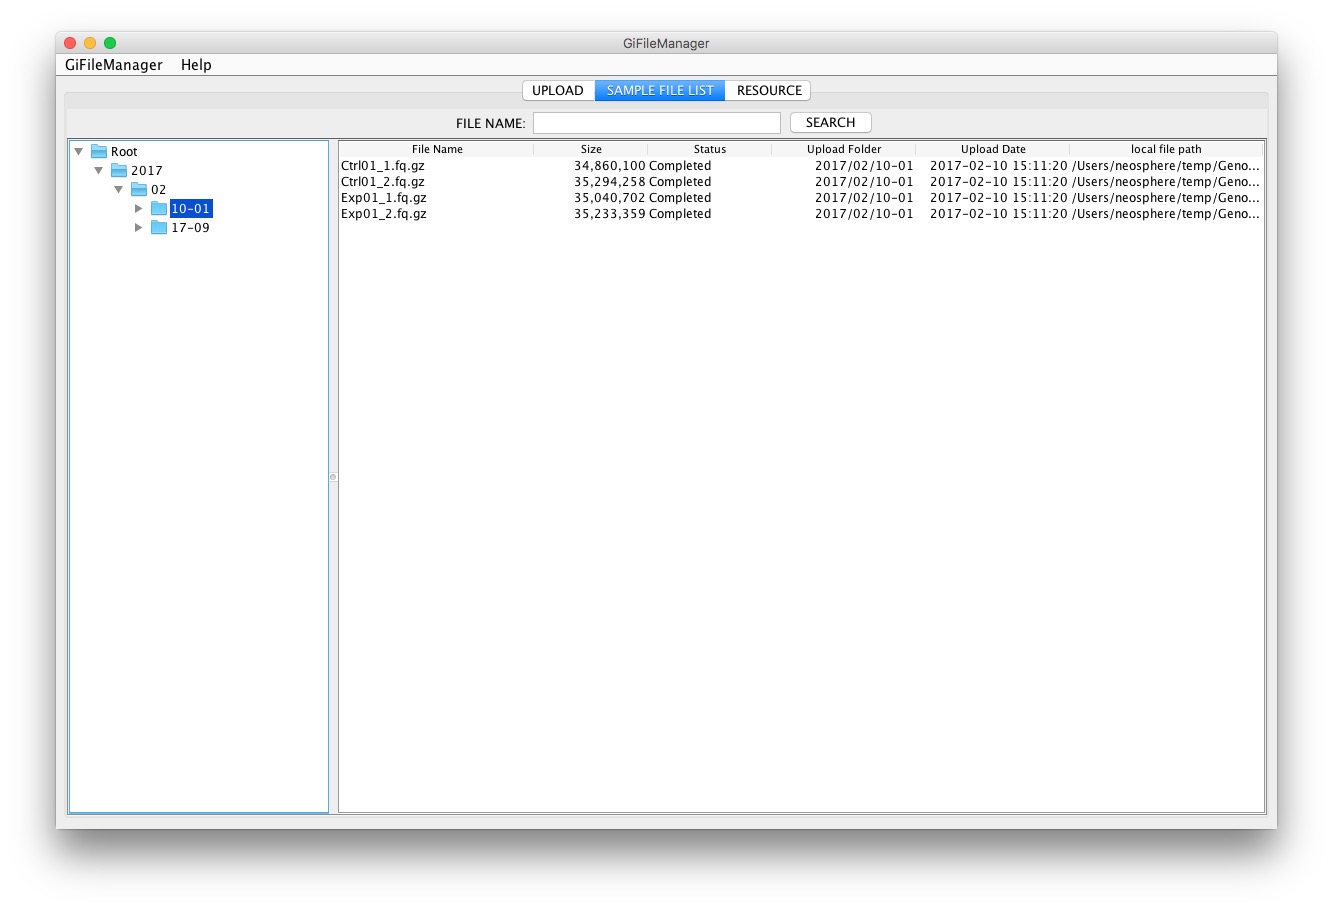 GiFileManager
GiFileManager Help
UPLOAD SAMPLE FILE LIST RESOURCE
FILE NAME: SEARCH
Root
2017
02
10-01
17-09
File Name Size Status Upload Folder Upload Date local file path
Ctrl01_1.fq.gz 34,860,100 Completed 2017/02/10-01 2017-02-10 15:11:20 /Users/neosphere/temp/Geno...
Ctrl01_2.fq.gz 35,294,258 Completed 2017/02/10-01 2017-02-10 15:11:20 /Users/neosphere/temp/Geno...
Exp01_1.fq.gz 35,040,702 Completed 2017/02/10-01 2017-02-10 15:11:20 /Users/neosphere/temp/Geno...
Exp01_2.fq.gz 35,233,359 Completed 2017/02/10-01 2017-02-10 15:11:20 /Users/neosphere/temp/Geno...